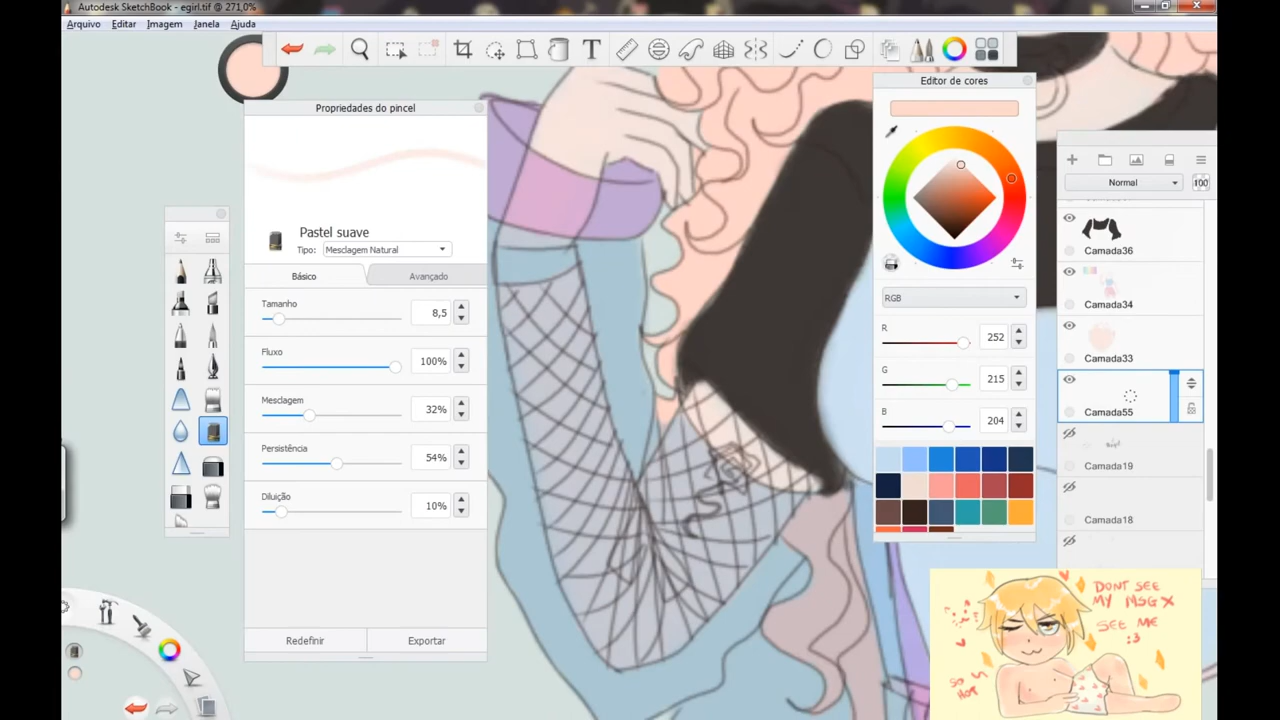 Autodesk SketchBook - egirl.tif @ 271,0%
Arquivo Editar Imagem Janela Ajuda
Propriedades do pincel
Editor de cores
Pastel suave
Tipo: Mesclagem Natural
Básico Avançado
Tamanho
8,5
Fluxo
100%
Mesclagem
32%
Persistência
54%
Diluição
10%
Redefinir Exportar
RGB
R 252
G 215
B 204
Normal 100
Camada36
Camada34
Camada33
Camada55
Camada19
Camada18
DONT SEE
MY MSG X
SEE ME
:3
SO
HOT